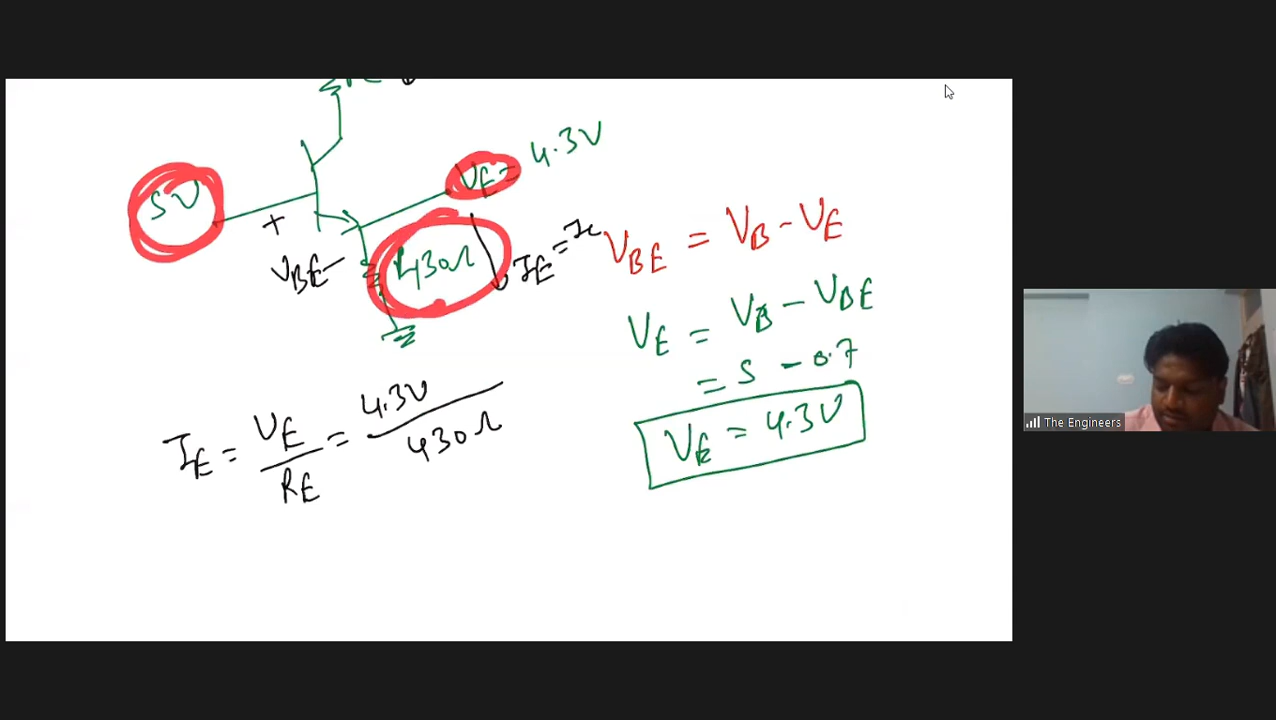 5V
+
VBE -
VE = 4.3V
430Ω
IE = Ic
VBE = VB - VE
VE = VB - VBE
= 5 - 0.7
VE = 4.3V
IE = VE/RE = 4.3V/430Ω
The Engineers